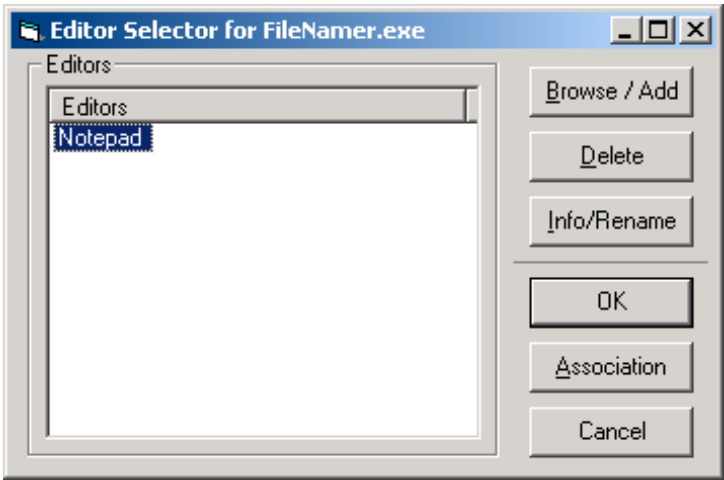 Editor Selector for FileNamer.exe
Editors
Editors
Notepad
Browse / Add
Delete
Info/Rename
OK
Association
Cancel